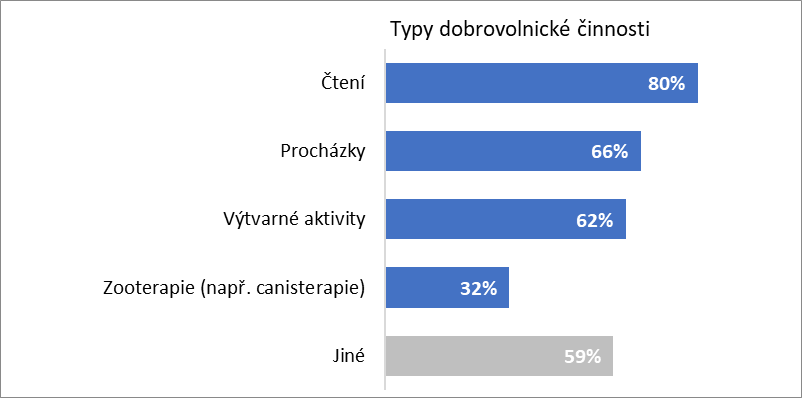 Typy dobrovolnické činnosti
Čtení 80%
Procházky 66%
Výtvarné aktivity 62%
Zooterapie (např. canisterapie) 32%
Jiné 59%